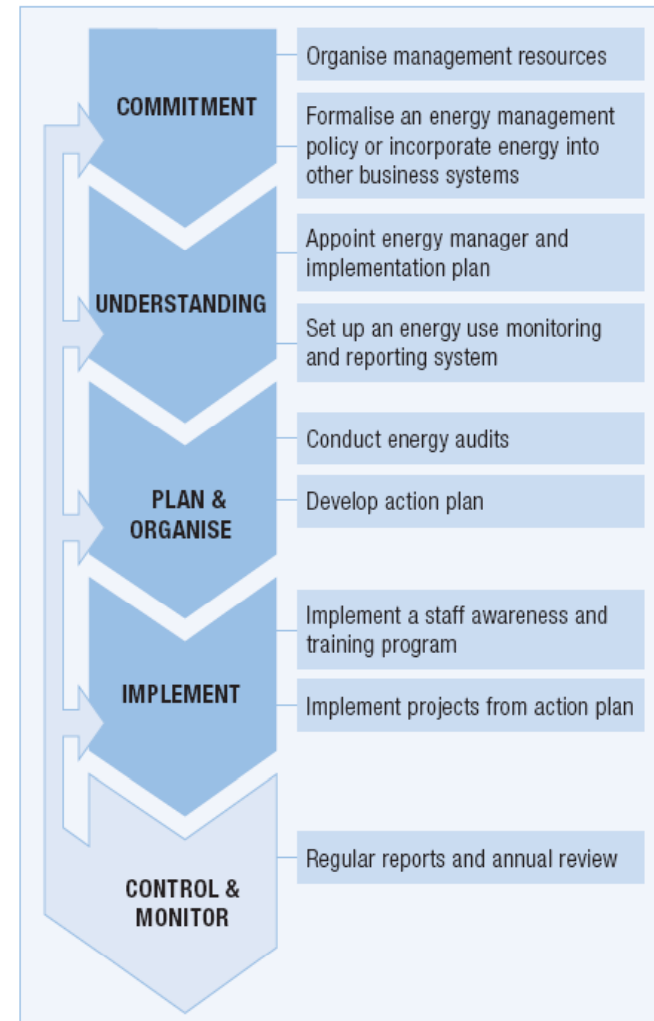 COMMITMENT
Organise management resources
Formalise an energy management
policy or incorporate energy into
other business systems
UNDERSTANDING
Appoint energy manager and
implementation plan
Set up an energy use monitoring
and reporting system
PLAN &
ORGANISE
Conduct energy audits
Develop action plan
IMPLEMENT
Implement a staff awareness and
training program
Implement projects from action plan
CONTROL &
MONITOR
Regular reports and annual review